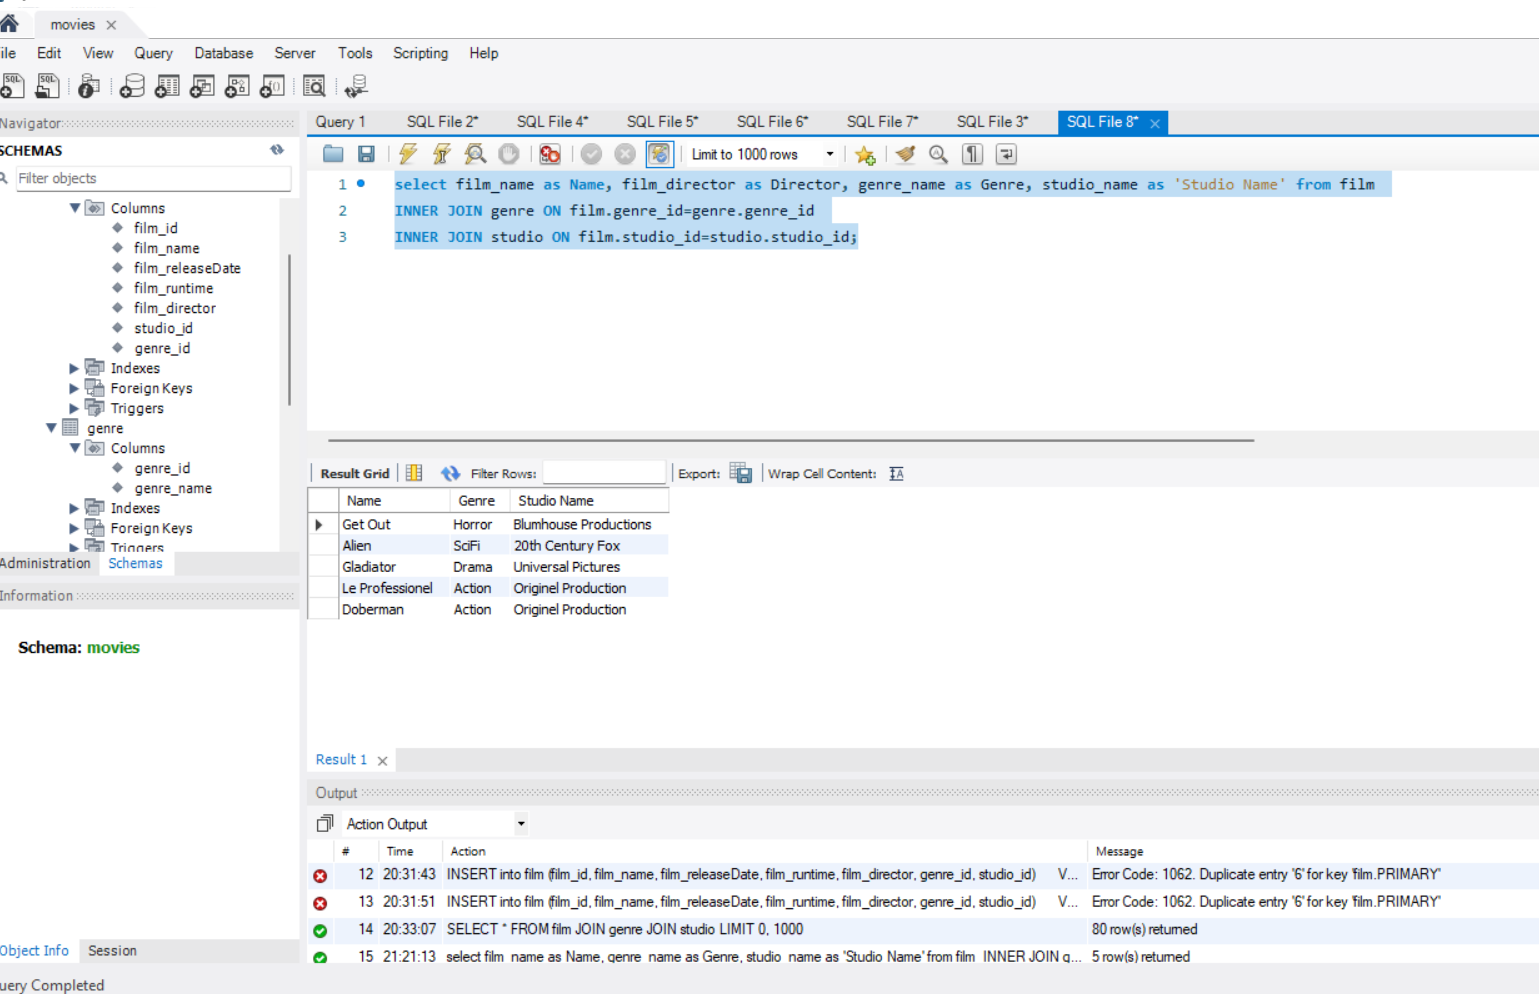 movies
ile Edit View Query Database Server Tools Scripting Help
Navigator
SCHEMAS
Filter objects
Columns
film_id
film_name
film_releaseDate
film_runtime
film_director
studio_id
genre_id
Indexes
Foreign Keys
Triggers
genre
Columns
genre_id
genre_name
Indexes
Foreign Keys
Triggers
Administration Schemas
Information
Schema: movies
Object Info Session
uery Completed
Query 1 SQL File 2* SQL File 4* SQL File 5* SQL File 6* SQL File 7* SQL File 3* SQL File 8*
Limit to 1000 rows
1 select film_name as Name, film_director as Director, genre_name as Genre, studio_name as 'Studio Name' from film
2 INNER JOIN genre ON film.genre_id=genre.genre_id
3 INNER JOIN studio ON film.studio_id=studio.studio_id;
Result Grid Filter Rows: Export: Wrap Cell Content:
Name Genre Studio Name
Get Out Horror Blumhouse Productions
Alien SciFi 20th Century Fox
Gladiator Drama Universal Pictures
Le Professionel Action Originel Production
Doberman Action Originel Production
Result 1
Output
Action Output
# Time Action Message
12 20:31:43 INSERT into film (film_id, film_name, film_releaseDate, film_runtime, film_director, genre_id, studio_id) V... Error Code: 1062. Duplicate entry '6' for key 'film.PRIMARY'
13 20:31:51 INSERT into film (film_id, film_name, film_releaseDate, film_runtime, film_director, genre_id, studio_id) V... Error Code: 1062. Duplicate entry '6' for key 'film.PRIMARY'
14 20:33:07 SELECT * FROM film JOIN genre JOIN studio LIMIT 0, 1000 80 row(s) returned
15 21:21:13 select film_name as Name, genre_name as Genre, studio_name as 'Studio Name' from film INNER JOIN g... 5 row(s) returned